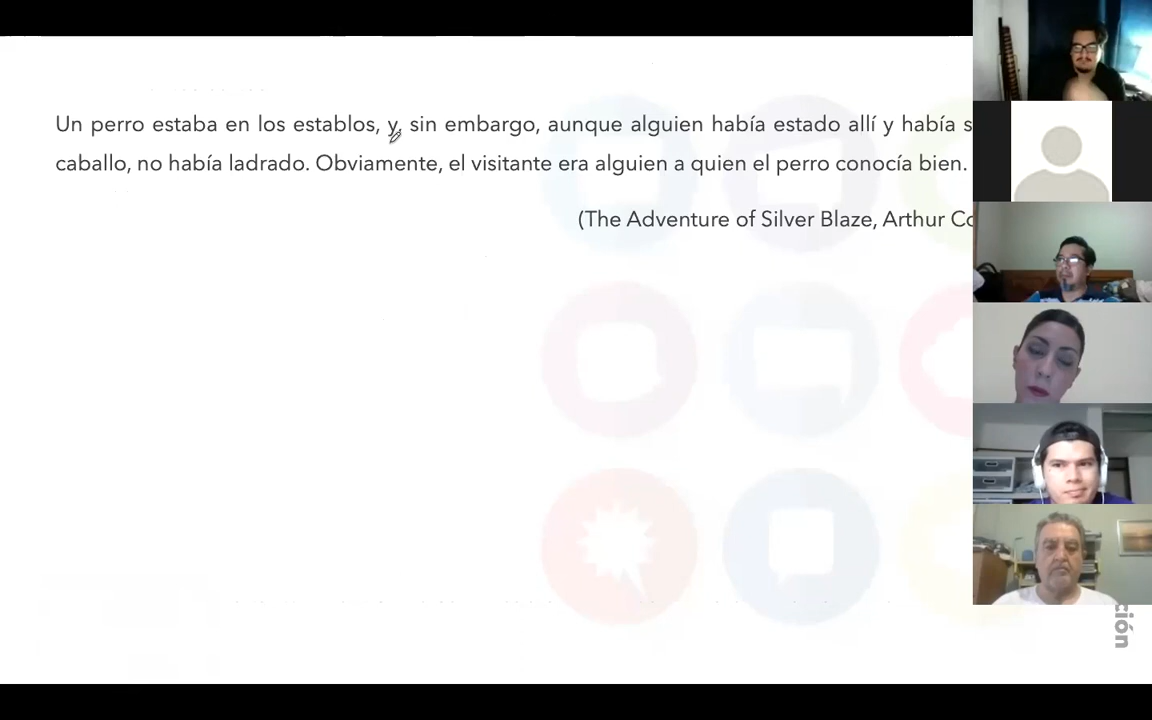 Un perro estaba en los establos, y, sin embargo, aunque alguien había estado allí y había
caballo, no había ladrado. Obviamente, el visitante era alguien a quien el perro conocía bien.
(The Adventure of Silver Blaze, Arthur
ción